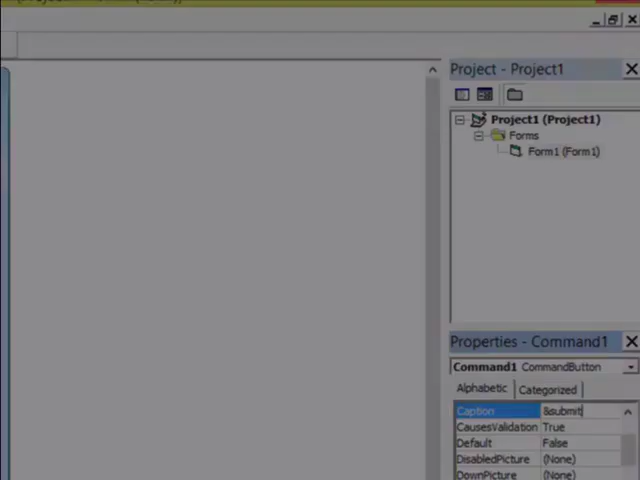 Project - Project1
Project1 (Project1)
Forms
Form1 (Form1)
Properties - Command1
Command1 CommandButton
Alphabetic Categorized
Caption &submit
CausesValidation True
Default False
DisabledPicture (None)
DownPicture (None)